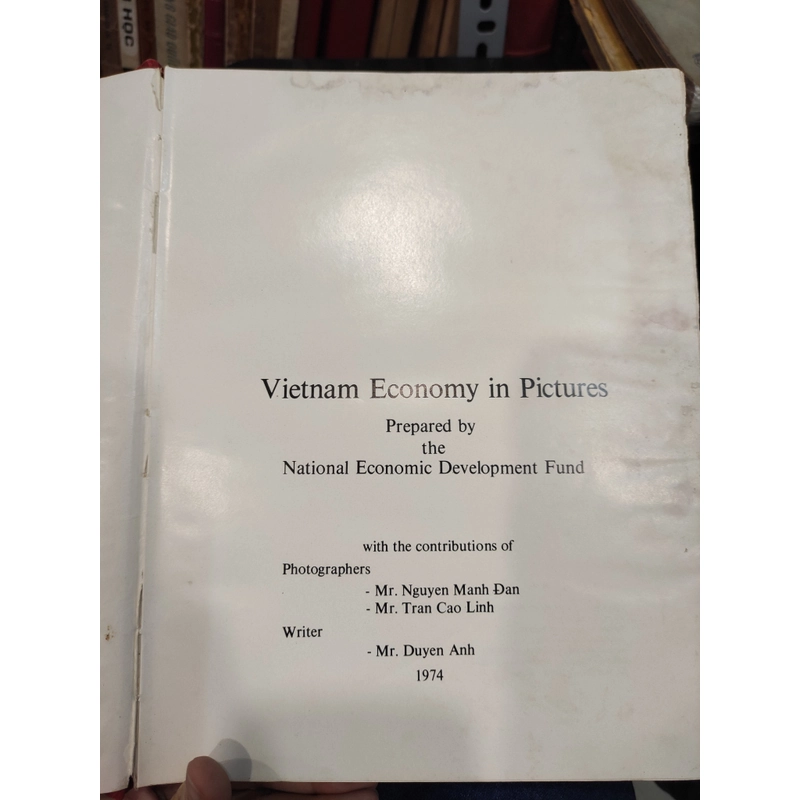 HỌC
Vietnam Economy in Pictures
Prepared by
the
National Economic Development Fund
with the contributions of
Photographers
- Mr. Nguyen Manh Đan
- Mr. Tran Cao Linh
Writer
- Mr. Duyen Anh
1974